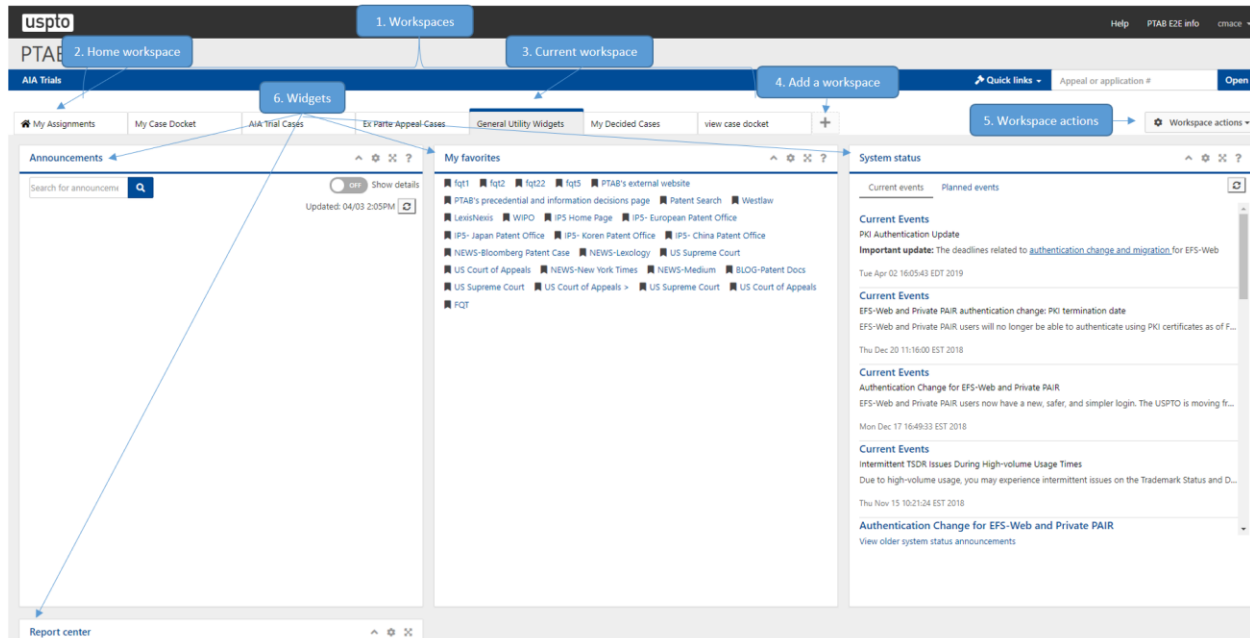 uspto
1. Workspaces
Help PTAB E2E info cmace
PTAB
2. Home workspace
3. Current workspace
AIA Trials
Quick links
Appeal or application #
Open
6. Widgets
4. Add a workspace
My Assignments
My Case Docket
AIA Trial Cases
Ex Parte Appeal Cases
General Utility Widgets
My Decided Cases
view case docket
+
5. Workspace actions
Workspace actions
Announcements
?
Search for announceme
OFF Show details
Updated: 04/03 2:05PM
My favorites
?
fqt1 fqt2 fqt22 fqt5 PTAB's external website
PTAB's precedential and information decisions page Patent Search Westlaw
LexisNexis WIPO IP5 Home Page IP5- European Patent Office
IP5- Japan Patent Office IP5- Koren Patent Office IP5- China Patent Office
NEWS-Bloomberg Patent Case NEWS-Lexology US Supreme Court
US Court of Appeals NEWS-New York Times NEWS-Medium BLOG-Patent Docs
US Supreme Court US Court of Appeals > US Supreme Court US Court of Appeals
FQT
System status
?
Current events Planned events
Current Events
PKI Authentication Update
Important update: The deadlines related to authentication change and migration for EFS-Web
Tue Apr 02 16:05:43 EDT 2019
Current Events
EFS-Web and Private PAIR authentication change: PKI termination date
EFS-Web and Private PAIR users will no longer be able to authenticate using PKI certificates as of F...
Thu Dec 20 11:16:00 EST 2018
Current Events
Authentication Change for EFS-Web and Private PAIR
EFS-Web and Private PAIR users now have a new, safer, and simpler login. The USPTO is moving fr...
Mon Dec 17 16:49:33 EST 2018
Current Events
Intermittent TSDR Issues During High-volume Usage Times
Due to high-volume usage, you may experience intermittent issues on the Trademark Status and D...
Thu Nov 15 10:21:24 EST 2018
Authentication Change for EFS-Web and Private PAIR
View older system status announcements
Report center